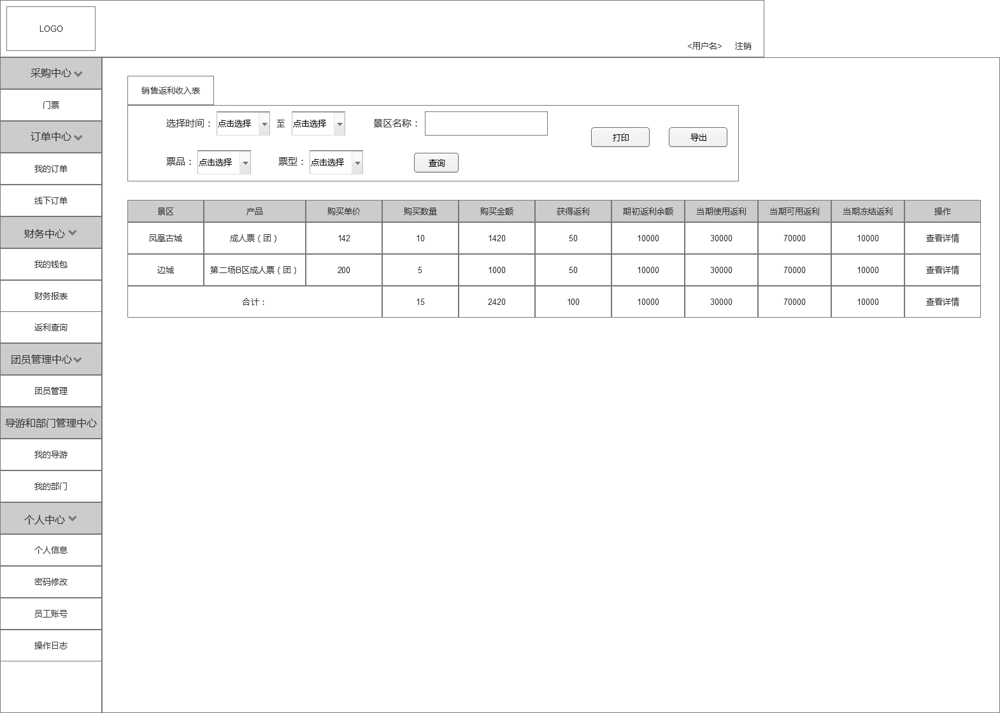 LOGO
<用户名> 注销
采购中心
门票
订单中心
我的订单
线下订单
财务中心
我的钱包
财务报表
返利查询
团员管理中心
团员管理
导游和部门管理中心
我的导游
我的部门
个人中心
个人信息
密码修改
员工账号
操作日志
销售返利收入表
选择时间： 点击选择 至 点击选择 景区名称：
打印 导出
票品： 点击选择 票型： 点击选择 查询
景区 产品 购买单价 购买数量 购买金额 获得返利 期初返利余额 当期使用返利 当期可用返利 当期冻结返利 操作
凤凰古城 成人票（团） 142 10 1420 50 10000 30000 70000 10000 查看详情
边城 第二场B区成人票（团） 200 5 1000 50 10000 30000 70000 10000 查看详情
合计： 15 2420 100 10000 30000 70000 10000 查看详情